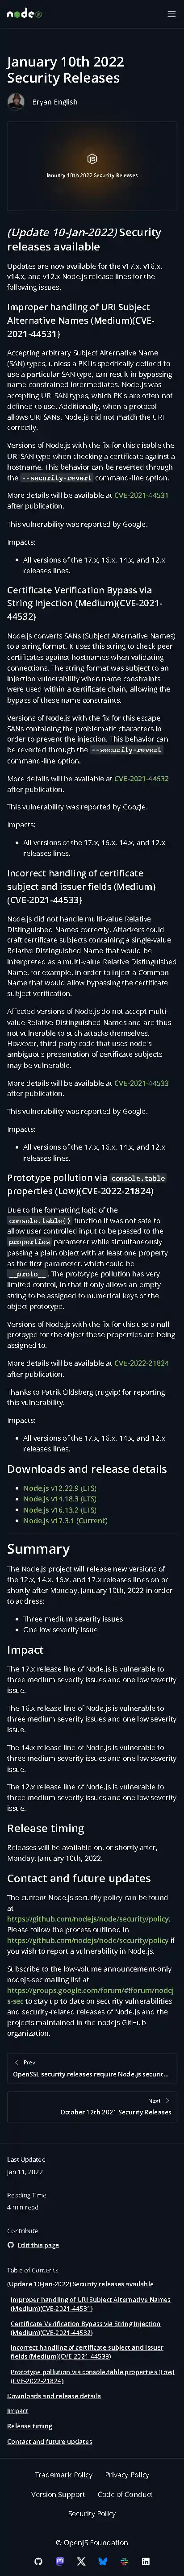 node
January 10th 2022
Security Releases
Bryan English
January 10th 2022 Security Releases
(Update 10-Jan-2022) Security
releases available
Updates are now available for the v17.x, v16.x,
v14.x, and v12.x Node.js release lines for the
following issues.
Improper handling of URI Subject
Alternative Names (Medium)(CVE-
2021-44531)
Accepting arbitrary Subject Alternative Name
(SAN) types, unless a PKI is specifically defined to
use a particular SAN type, can result in bypassing
name-constrained intermediates. Node.js was
accepting URI SAN types, which PKIs are often not
defined to use. Additionally, when a protocol
allows URI SANs, Node.js did not match the URI
correctly.
Versions of Node.js with the fix for this disable the
URI SAN type when checking a certificate against a
hostname. This behavior can be reverted through
the --security-revert command-line option.
More details will be available at CVE-2021-44531
after publication.
This vulnerability was reported by Google.
Impacts:
• All versions of the 17.x, 16.x, 14.x, and 12.x
releases lines.
Certificate Verification Bypass via
String Injection (Medium)(CVE-2021-
44532)
Node.js converts SANs (Subject Alternative Names)
to a string format. It uses this string to check peer
certificates against hostnames when validating
connections. The string format was subject to an
injection vulnerability when name constraints
were used within a certificate chain, allowing the
bypass of these name constraints.
Versions of Node.js with the fix for this escape
SANs containing the problematic characters in
order to prevent the injection. This behavior can
be reverted through the --security-revert
command-line option.
More details will be available at CVE-2021-44532
after publication.
This vulnerability was reported by Google.
Impacts:
• All versions of the 17.x, 16.x, 14.x, and 12.x
releases lines.
Incorrect handling of certificate
subject and issuer fields (Medium)
(CVE-2021-44533)
Node.js did not handle multi-value Relative
Distinguished Names correctly. Attackers could
craft certificate subjects containing a single-value
Relative Distinguished Name that would be
interpreted as a multi-value Relative Distinguished
Name, for example, in order to inject a Common
Name that would allow bypassing the certificate
subject verification.
Affected versions of Node.js do not accept multi-
value Relative Distinguished Names and are thus
not vulnerable to such attacks themselves.
However, third-party code that uses node's
ambiguous presentation of certificate subjects
may be vulnerable.
More details will be available at CVE-2021-44533
after publication.
This vulnerability was reported by Google.
Impacts:
• All versions of the 17.x, 16.x, 14.x, and 12.x
releases lines.
Prototype pollution via console.table
properties (Low)(CVE-2022-21824)
Due to the formatting logic of the
console.table() function it was not safe to
allow user controlled input to be passed to the
properties parameter while simultaneously
passing a plain object with at least one property
as the first parameter, which could be
__proto__. The prototype pollution has very
limited control, in that it only allows an empty
string to be assigned to numerical keys of the
object prototype.
Versions of Node.js with the fix for this use a null
protoype for the object these properties are being
assigned to.
More details will be available at CVE-2022-21824
after publication.
Thanks to Patrik Oldsberg (rugvip) for reporting
this vulnerability.
Impacts:
• All versions of the 17.x, 16.x, 14.x, and 12.x
releases lines.
Downloads and release details
• Node.js v12.22.9 (LTS)
• Node.js v14.18.3 (LTS)
• Node.js v16.13.2 (LTS)
• Node.js v17.3.1 (Current)
Summary
The Node.js project will release new versions of
the 12.x, 14.x, 16.x, and 17.x releases lines on or
shortly after Monday, January 10th, 2022 in order
to address:
• Three medium severity issues
• One low severity issue
Impact
The 17.x release line of Node.js is vulnerable to
three medium severity issues and one low severity
issue.
The 16.x release line of Node.js is vulnerable to
three medium severity issues and one low severity
issue.
The 14.x release line of Node.js is vulnerable to
three medium severity issues and one low severity
issue.
The 12.x release line of Node.js is vulnerable to
three medium severity issues and one low severity
issue.
Release timing
Releases will be available on, or shortly after,
Monday, January 10th, 2022.
Contact and future updates
The current Node.js security policy can be found
at
https://github.com/nodejs/node/security/policy.
Please follow the process outlined in
https://github.com/nodejs/node/security/policy if
you wish to report a vulnerability in Node.js.
Subscribe to the low-volume announcement-only
nodejs-sec mailing list at
https://groups.google.com/forum/#!forum/nodej
s-sec to stay up to date on security vulnerabilities
and security-related releases of Node.js and the
projects maintained in the nodejs GitHub
organization.
Prev
OpenSSL security releases require Node.js securit...
Next
October 12th 2021 Security Releases
Last Updated
Jan 11, 2022
Reading Time
4 min read
Contribute
Edit this page
Table of Contents
(Update 10-Jan-2022) Security releases available
Improper handling of URI Subject Alternative Names
(Medium)(CVE-2021-44531)
Certificate Verification Bypass via String Injection
(Medium)(CVE-2021-44532)
Incorrect handling of certificate subject and issuer
fields (Medium)(CVE-2021-44533)
Prototype pollution via console.table properties (Low)
(CVE-2022-21824)
Downloads and release details
Impact
Release timing
Contact and future updates
Trademark Policy Privacy Policy
Version Support Code of Conduct
Security Policy
© OpenJS Foundation